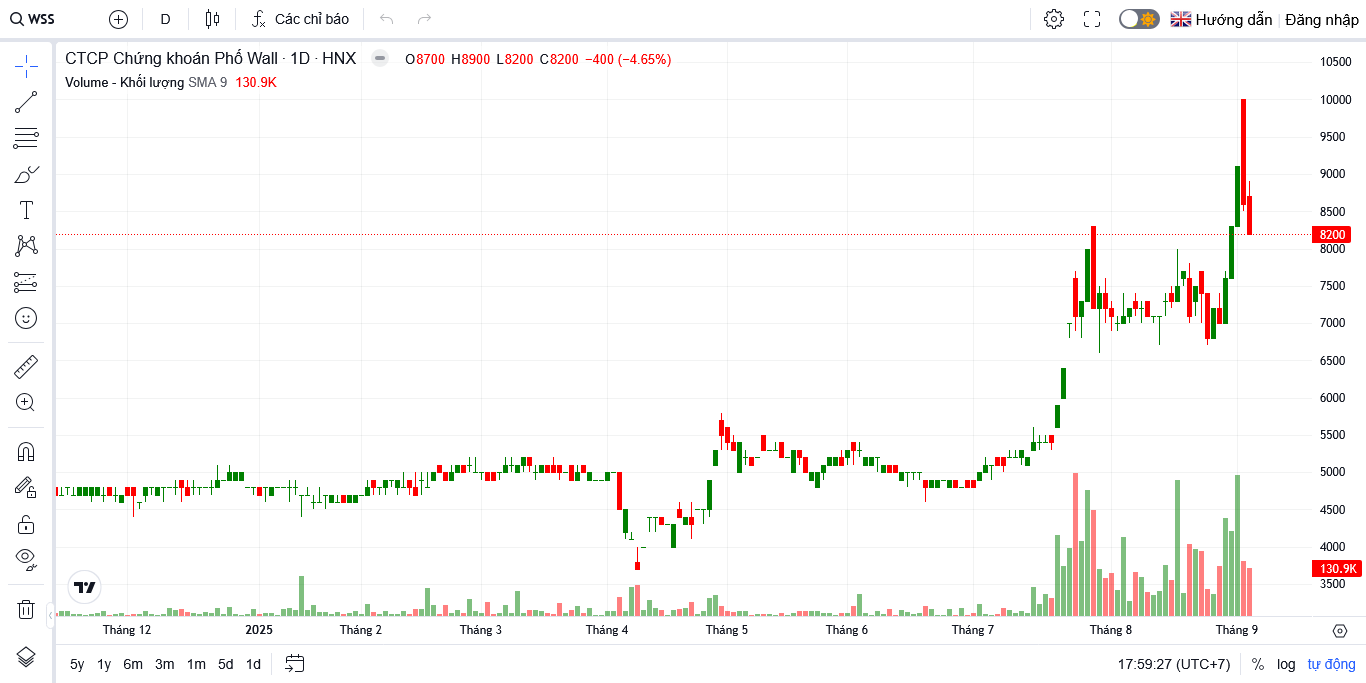 WSS D Các chỉ báo Hướng dẫn Đăng nhập
CTCP Chứng khoán Phố Wall · 1D · HNX O8700 H8900 L8200 C8200 −400 (−4.65%)
Volume - Khối lượng SMA 9 130.9K
10500
10000
9500
9000
8500
8200
8000
7500
7000
6500
6000
5500
5000
4500
4000
130.9K
3500
Tháng 12 2025 Tháng 2 Tháng 3 Tháng 4 Tháng 5 Tháng 6 Tháng 7 Tháng 8 Tháng 9
5y 1y 6m 3m 1m 5d 1d 17:59:27 (UTC+7) % log tự động